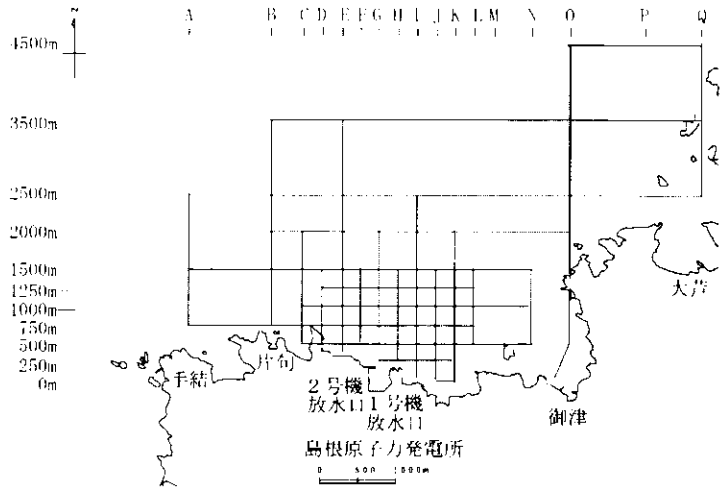 N
A B C D E F G H I J K L M N O P Q
4500m
3500m
2500m
2000m
1500m
1250m
1000m
750m
500m
250m
0m
大芦
片句
手結
2号機
放水口
1号機
放水口
御津
島根原子力発電所
0 500 1000m